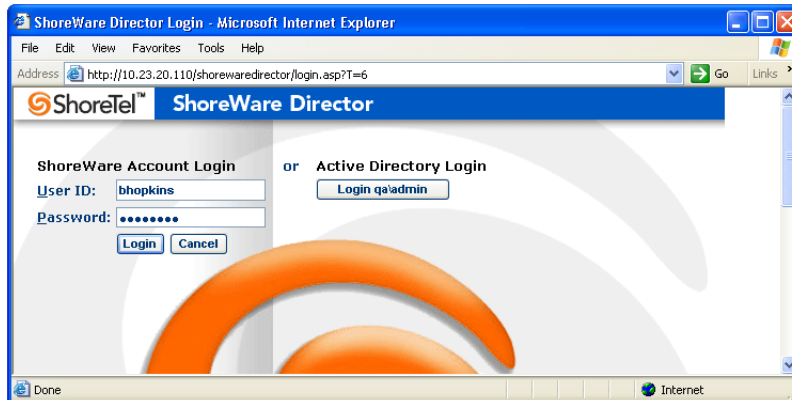 ShoreWare Director Login - Microsoft Internet Explorer
File Edit View Favorites Tools Help
Address http://10.23.20.110/shorewaredirector/login.asp?T=6 Go Links »
ShoreTel™ ShoreWare Director
ShoreWare Account Login or Active Directory Login
User ID: bhopkins Login qa\admin
Password: ••••••••
Login Cancel
Done Internet